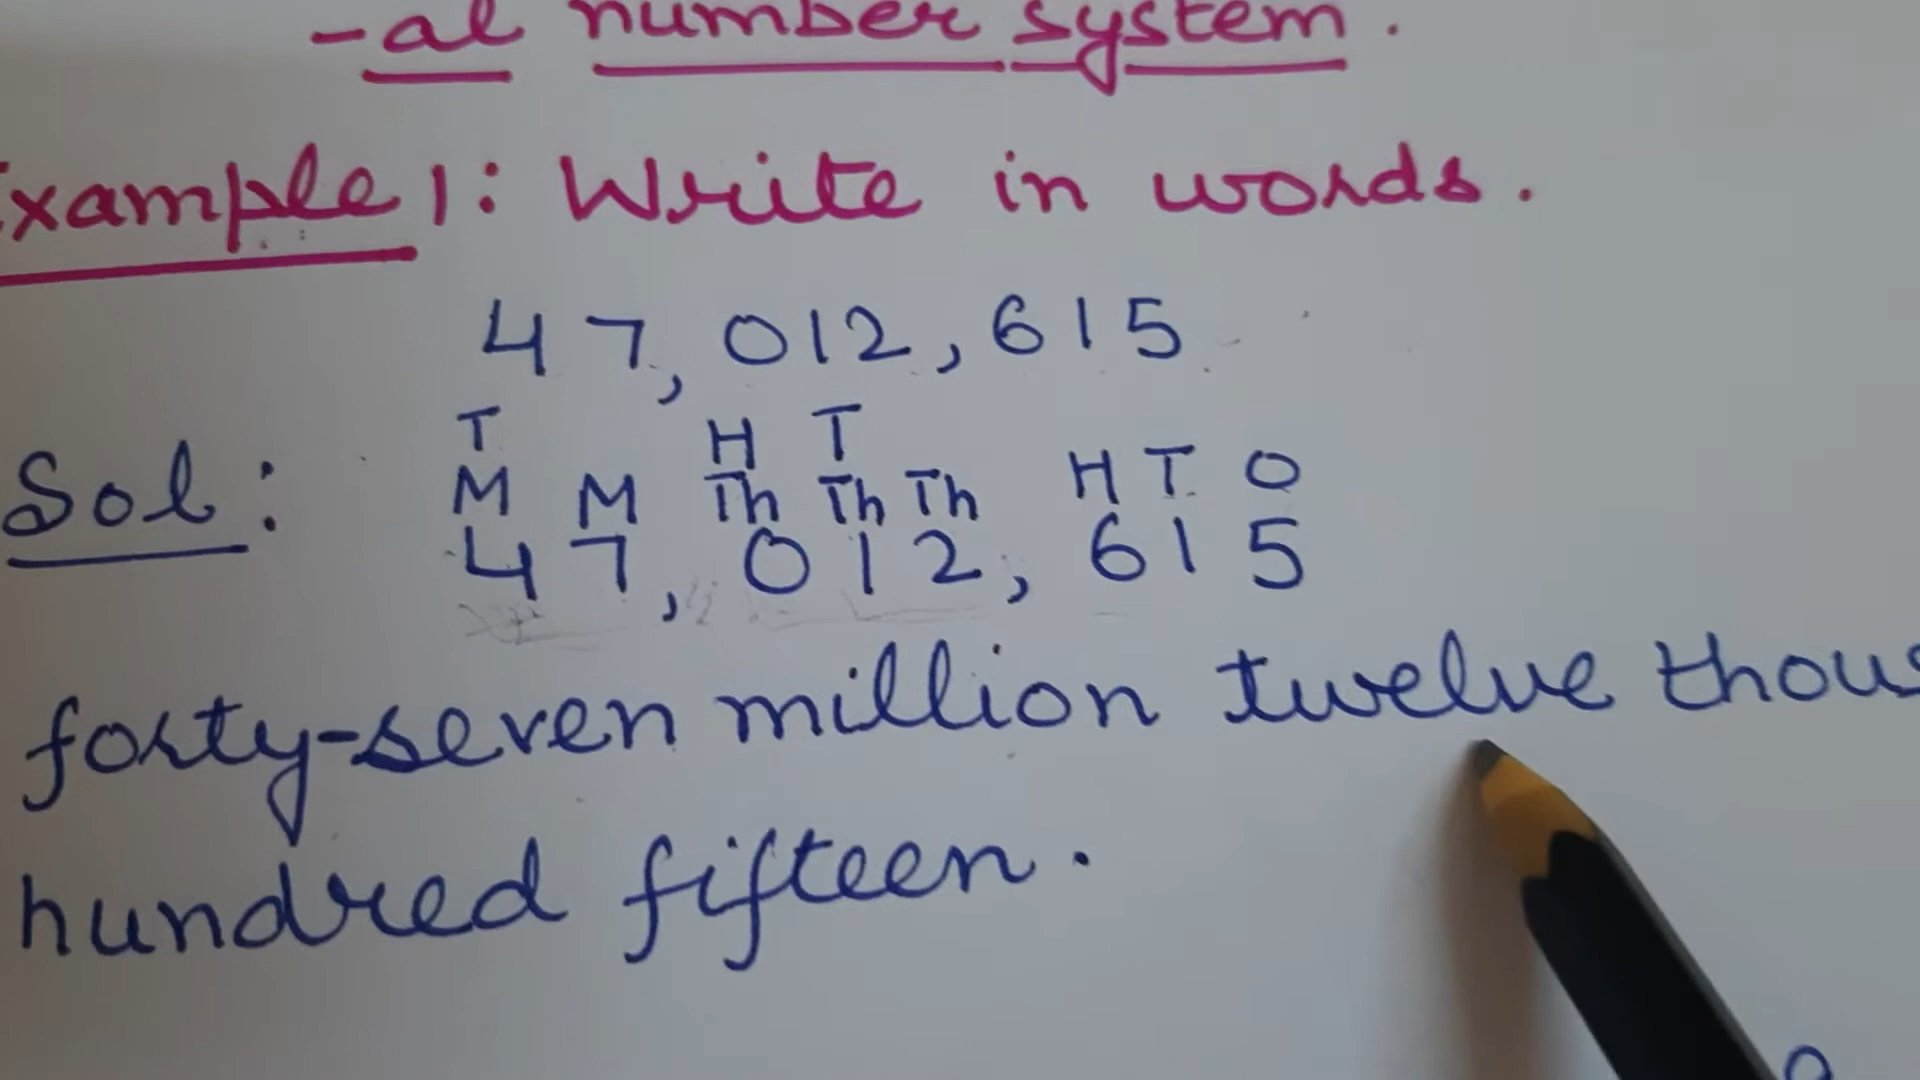 -al number system.
Example 1: Write in words.
47,012,615
T H T
M M Th Th Th H T O
Sol: 47,012,615
forty-seven million twelve thous
hundred fifteen.